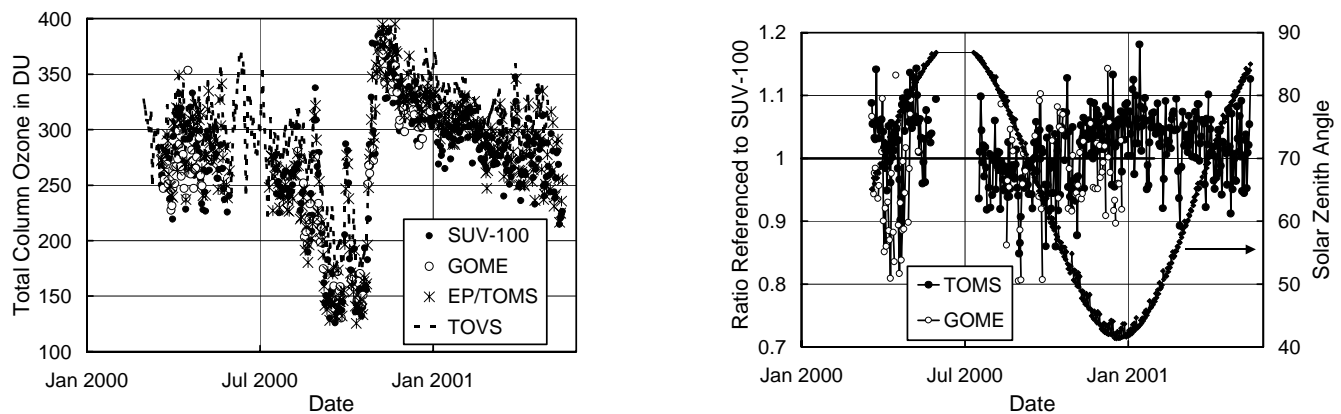 Total Column Ozone in DU
400
350
300
250
200
150
100
Jan 2000
Jul 2000
Jan 2001
Date
SUV-100
GOME
EP/TOMS
TOVS
Ratio Referenced to SUV-100
1.2
1.1
1
0.9
0.8
0.7
Jan 2000
Jul 2000
Jan 2001
Date
TOMS
GOME
90
80
70
60
50
40
Solar Zenith Angle